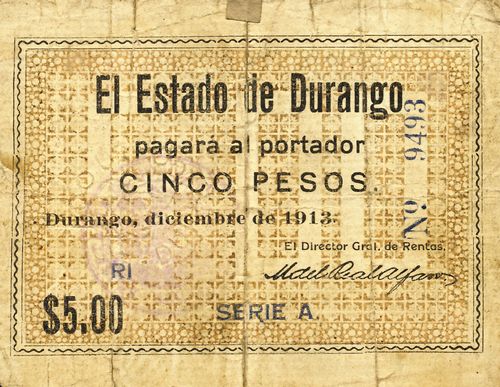 El Estado de Durango
pagará al portador
CINCO PESOS.
Durango, diciembre de 1913.
Nº 9493
El Director Gral. de Rentas.
RI
$5.00
SERIE A